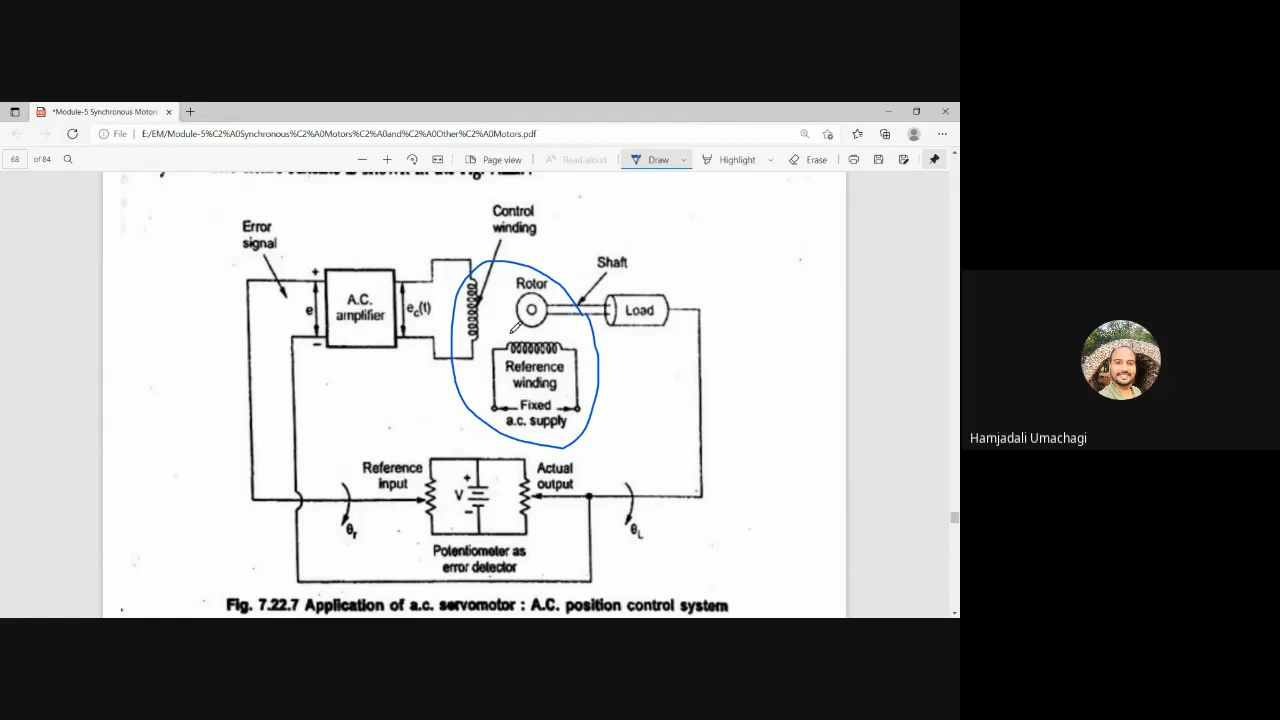 *Module-5 Synchronous Motors
File
E:/EM/Module-5%C2%A0Synchronous%C2%A0Motors%C2%A0and%C2%A0Other%C2%A0Motors.pdf
68 of 84
Page view
Read aloud
Draw
Highlight
Erase
Control
winding
Error
signal
Shaft
Rotor
+
e
A.C.
amplifier
ec(t)
Load
−
Reference
winding
Fixed
a.c. supply
Reference
input
Actual
output
+
V
−
θr
θL
Potentiometer as
error detector
Fig. 7.22.7 Application of a.c. servomotor : A.C. position control system
Hamjadali Umachagi